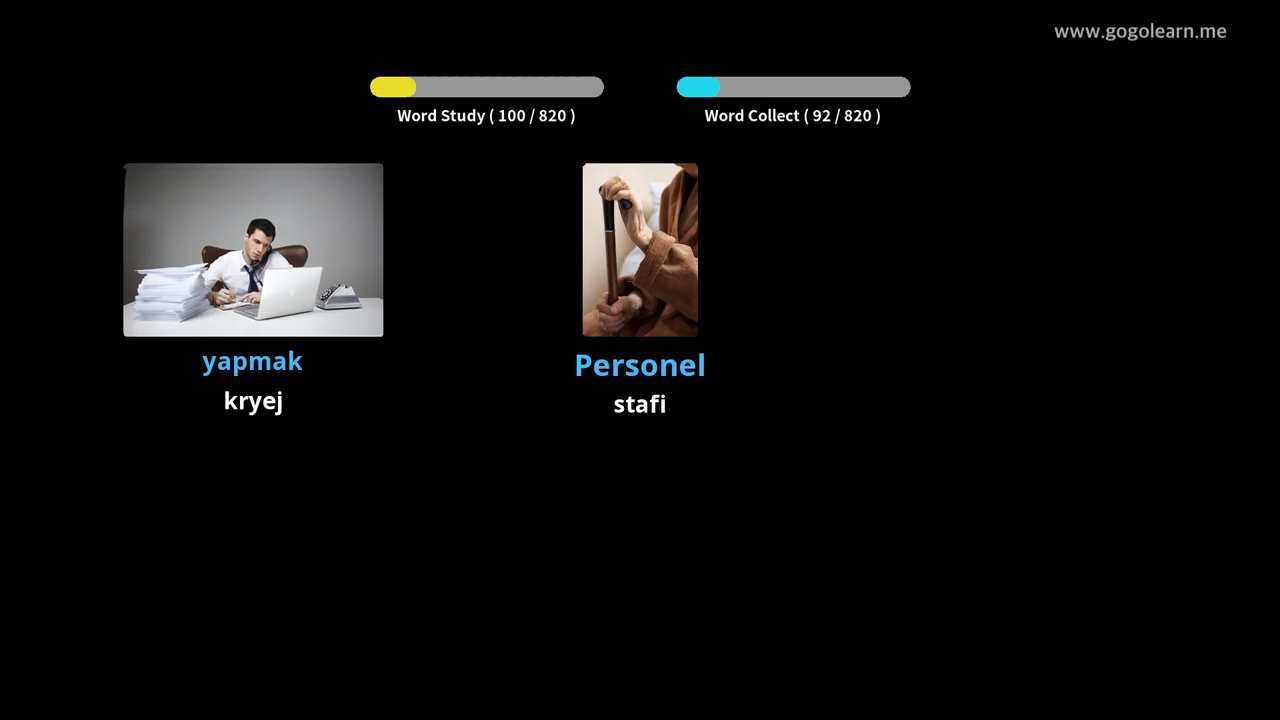 www.gogolearn.me
Word Study ( 100 / 820 )
Word Collect ( 92 / 820 )
yapmak
kryej
Personel
stafi